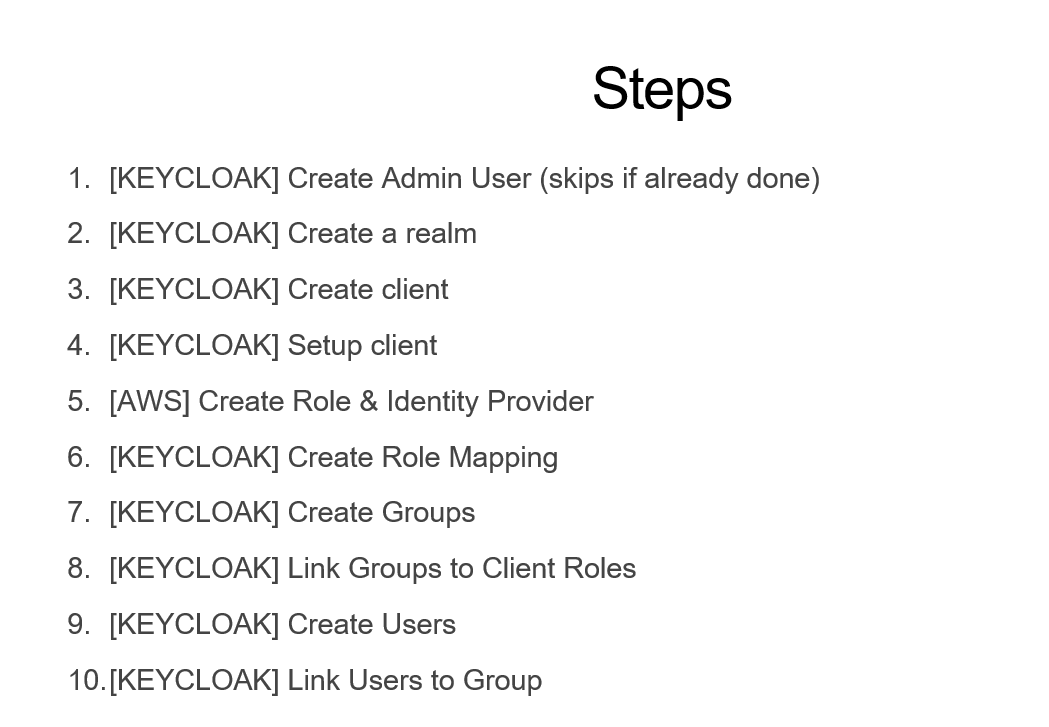 Steps
1. [KEYCLOAK] Create Admin User (skips if already done)
2. [KEYCLOAK] Create a realm
3. [KEYCLOAK] Create client
4. [KEYCLOAK] Setup client
5. [AWS] Create Role & Identity Provider
6. [KEYCLOAK] Create Role Mapping
7. [KEYCLOAK] Create Groups
8. [KEYCLOAK] Link Groups to Client Roles
9. [KEYCLOAK] Create Users
10.[KEYCLOAK] Link Users to Group